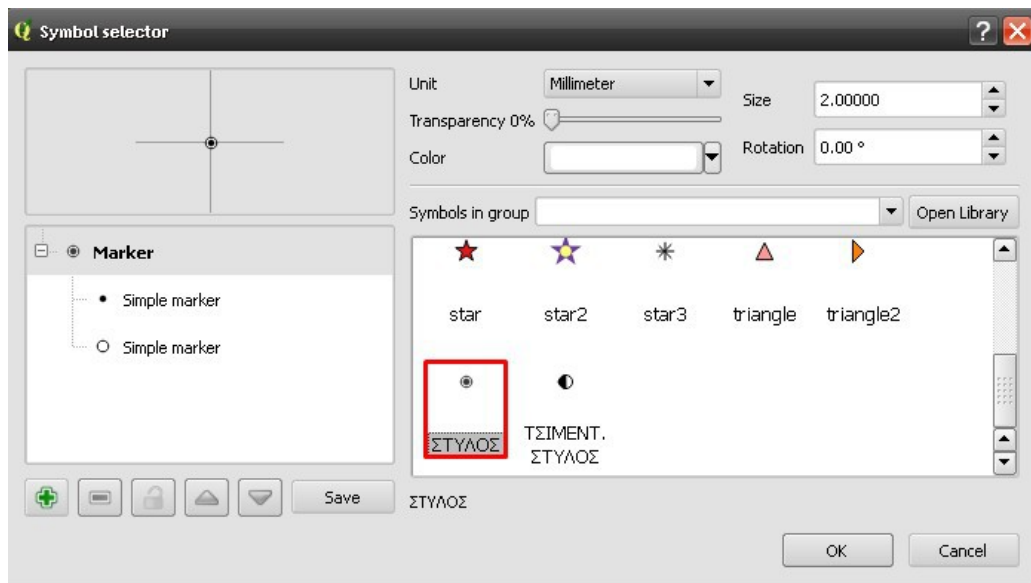 Symbol selector
Unit
Millimeter
Size
2.00000
Transparency 0%
Color
Rotation
0.00 °
Symbols in group
Open Library
Marker
Simple marker
Simple marker
star star2 star3 triangle triangle2
ΣΤΥΛΟΣ ΤΣΙΜΕΝΤ.
ΣΤΥΛΟΣ
Save
ΣΤΥΛΟΣ
OK
Cancel